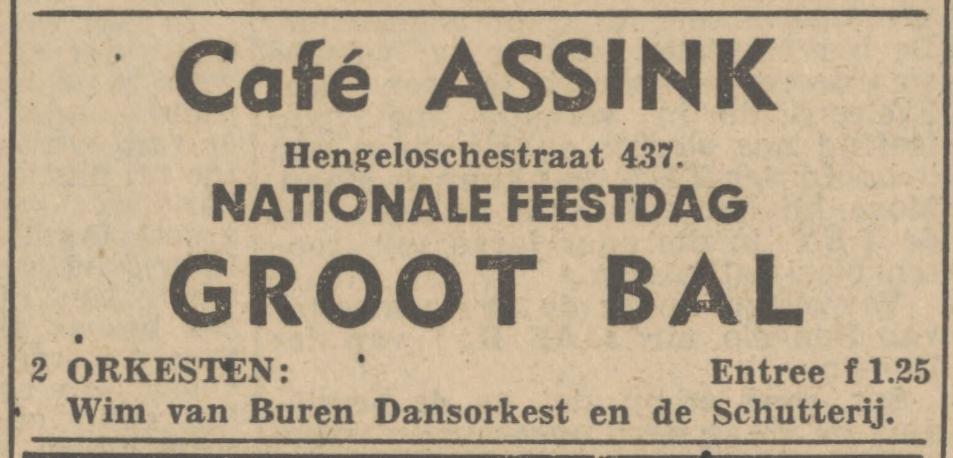 Café ASSINK
Hengeloschestraat 437.
NATIONALE FEESTDAG
GROOT BAL
2 ORKESTEN: Entree f 1.25
Wim van Buren Dansorkest en de Schutterij.